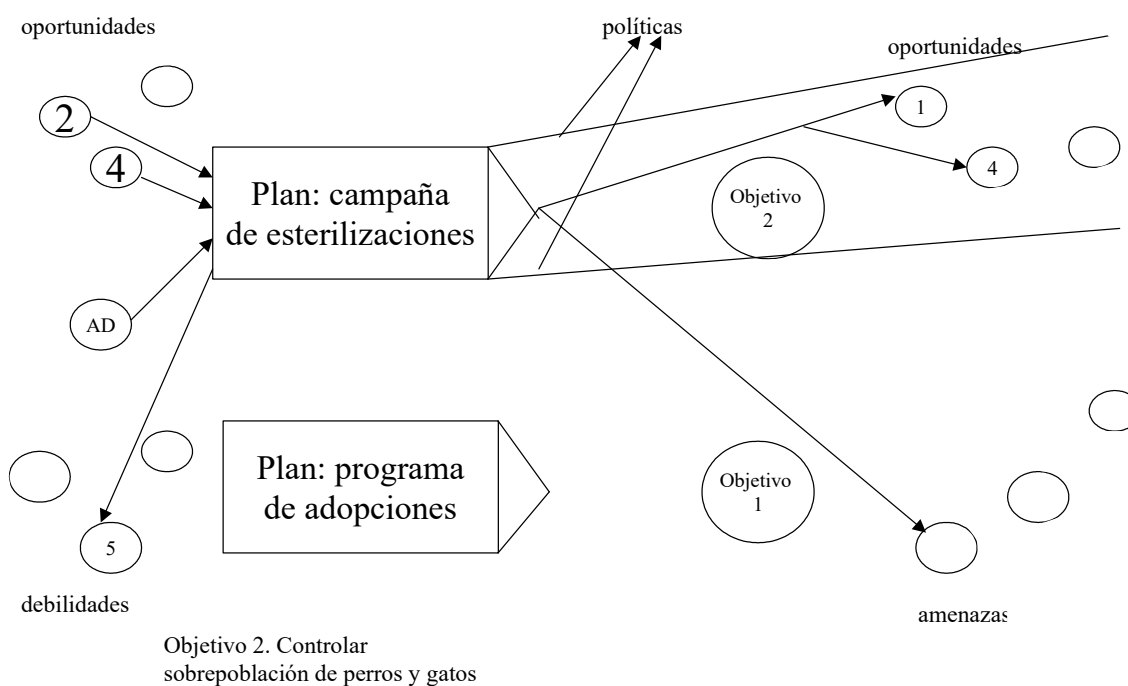 oportunidades
políticas
oportunidades
2
4
1
4
Plan: campaña
de esterilizaciones
Objetivo
2
AD
Plan: programa
de adopciones
Objetivo
1
5
debilidades
amenazas
Objetivo 2. Controlar
sobrepoblación de perros y gatos